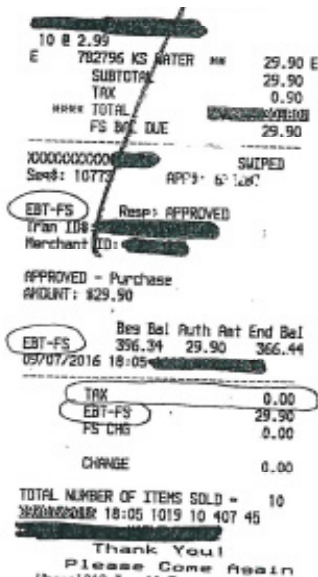 10 @ 2.99
E 782796 KS WATER ** 29.90 E
SUBTOTAL 29.90
TAX 0.90
**** TOTAL
FS BAL DUE 29.90
SWIPED
Seq#: 10773 APP#:
EBT-FS Resp: APPROVED
Tran ID#:
Merchant ID:
APPROVED - Purchase
AMOUNT: $29.90
Beg Bal Auth Amt End Bal
EBT-FS 396.34 29.90 366.44
09/07/2016 18:05
TAX 0.00
EBT-FS 29.90
FS CHG 0.00
CHANGE 0.00
TOTAL NUMBER OF ITEMS SOLD = 10
18:05 1019 10 407 45
Thank You!
Please Come Again